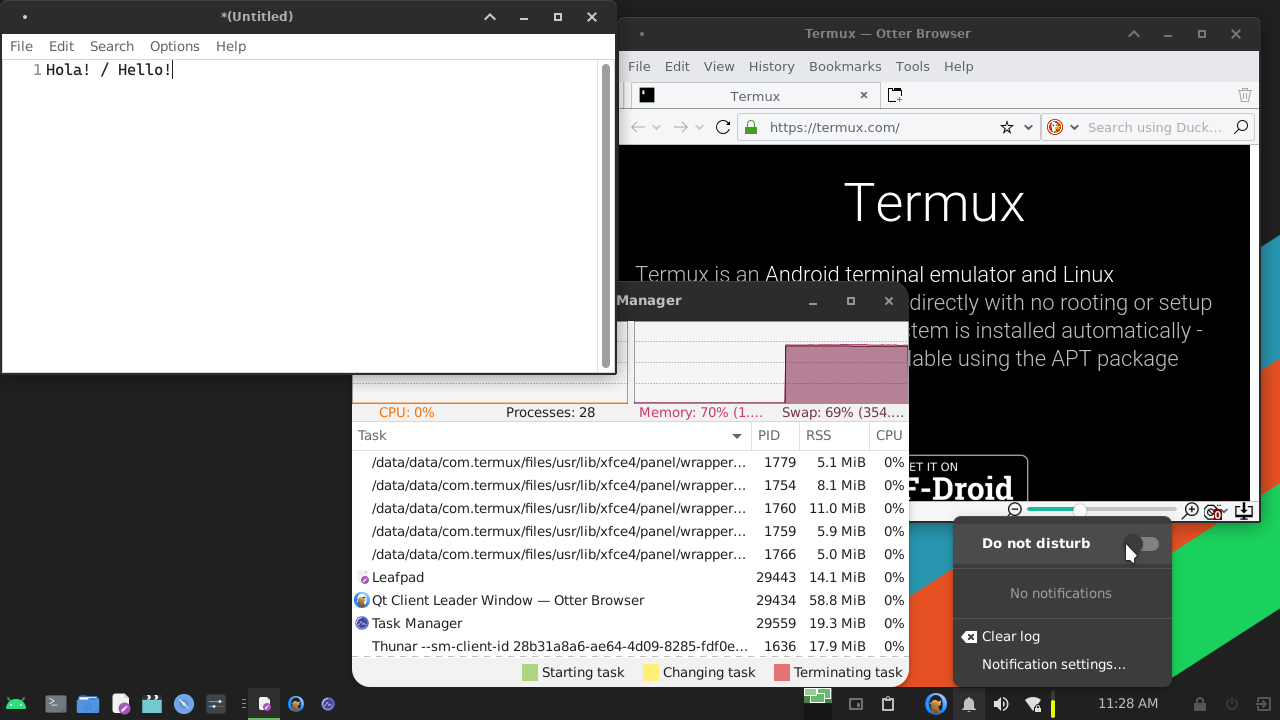 *(Untitled)
File Edit Search Options Help
1 Hola! / Hello!
Termux — Otter Browser
File Edit View History Bookmarks Tools Help
Termux
https://termux.com/
Search using Duck...
Termux
Termux is an Android terminal emulator and Linux
directly with no rooting or setup
tem is installed automatically -
lable using the APT package
ET IT ON
F-Droid
Manager
CPU: 0% Processes: 28 Memory: 70% (1.... Swap: 69% (354....
Task PID RSS CPU
/data/data/com.termux/files/usr/lib/xfce4/panel/wrapper... 1779 5.1 MiB 0%
/data/data/com.termux/files/usr/lib/xfce4/panel/wrapper... 1754 8.1 MiB 0%
/data/data/com.termux/files/usr/lib/xfce4/panel/wrapper... 1760 11.0 MiB 0%
/data/data/com.termux/files/usr/lib/xfce4/panel/wrapper... 1759 5.9 MiB 0%
/data/data/com.termux/files/usr/lib/xfce4/panel/wrapper... 1766 5.0 MiB 0%
Leafpad 29443 14.1 MiB 0%
Qt Client Leader Window — Otter Browser 29434 58.8 MiB 0%
Task Manager 29559 19.3 MiB 0%
Thunar --sm-client-id 28b31a8a6-ae64-4d09-8285-fdf0e... 1636 17.9 MiB 0%
Starting task Changing task Terminating task
Do not disturb
No notifications
Clear log
Notification settings...
11:28 AM